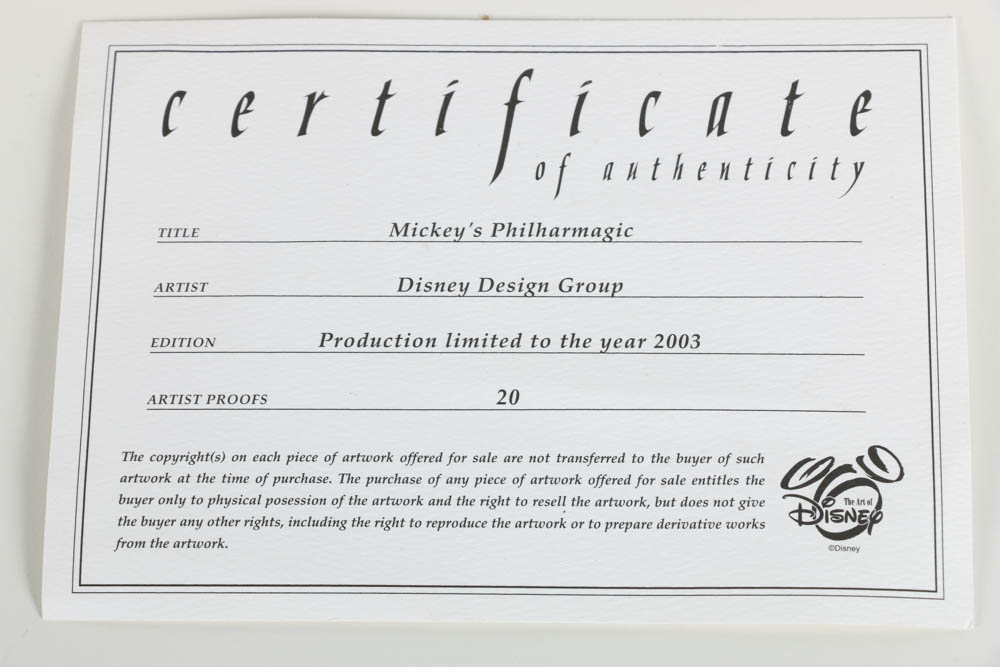 certificate
of authenticity
TITLE Mickey's Philharmagic
ARTIST Disney Design Group
EDITION Production limited to the year 2003
ARTIST PROOFS 20
The copyright(s) on each piece of artwork offered for sale are not transferred to the buyer of such
artwork at the time of purchase. The purchase of any piece of artwork offered for sale entitles the
buyer only to physical posession of the artwork and the right to resell the artwork, but does not give
the buyer any other rights, including the right to reproduce the artwork or to prepare derivative works
from the artwork.
The Art of
DISNEY
©Disney